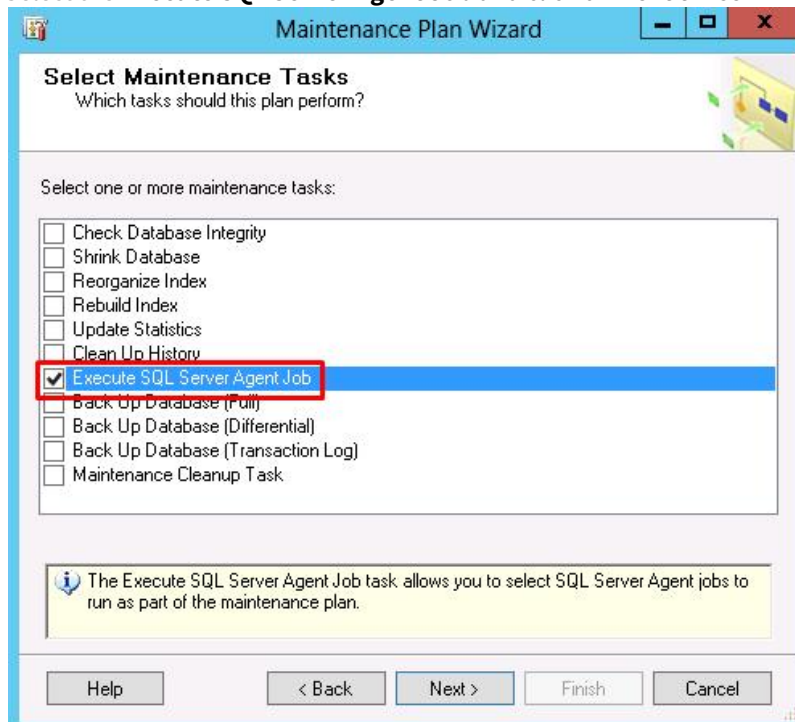 Maintenance Plan Wizard
Select Maintenance Tasks
Which tasks should this plan perform?
Select one or more maintenance tasks:
Check Database Integrity
Shrink Database
Reorganize Index
Rebuild Index
Update Statistics
Clean Up History
Execute SQL Server Agent Job
Back Up Database (Full)
Back Up Database (Differential)
Back Up Database (Transaction Log)
Maintenance Cleanup Task
The Execute SQL Server Agent Job task allows you to select SQL Server Agent jobs to
run as part of the maintenance plan.
Help < Back Next > Finish Cancel